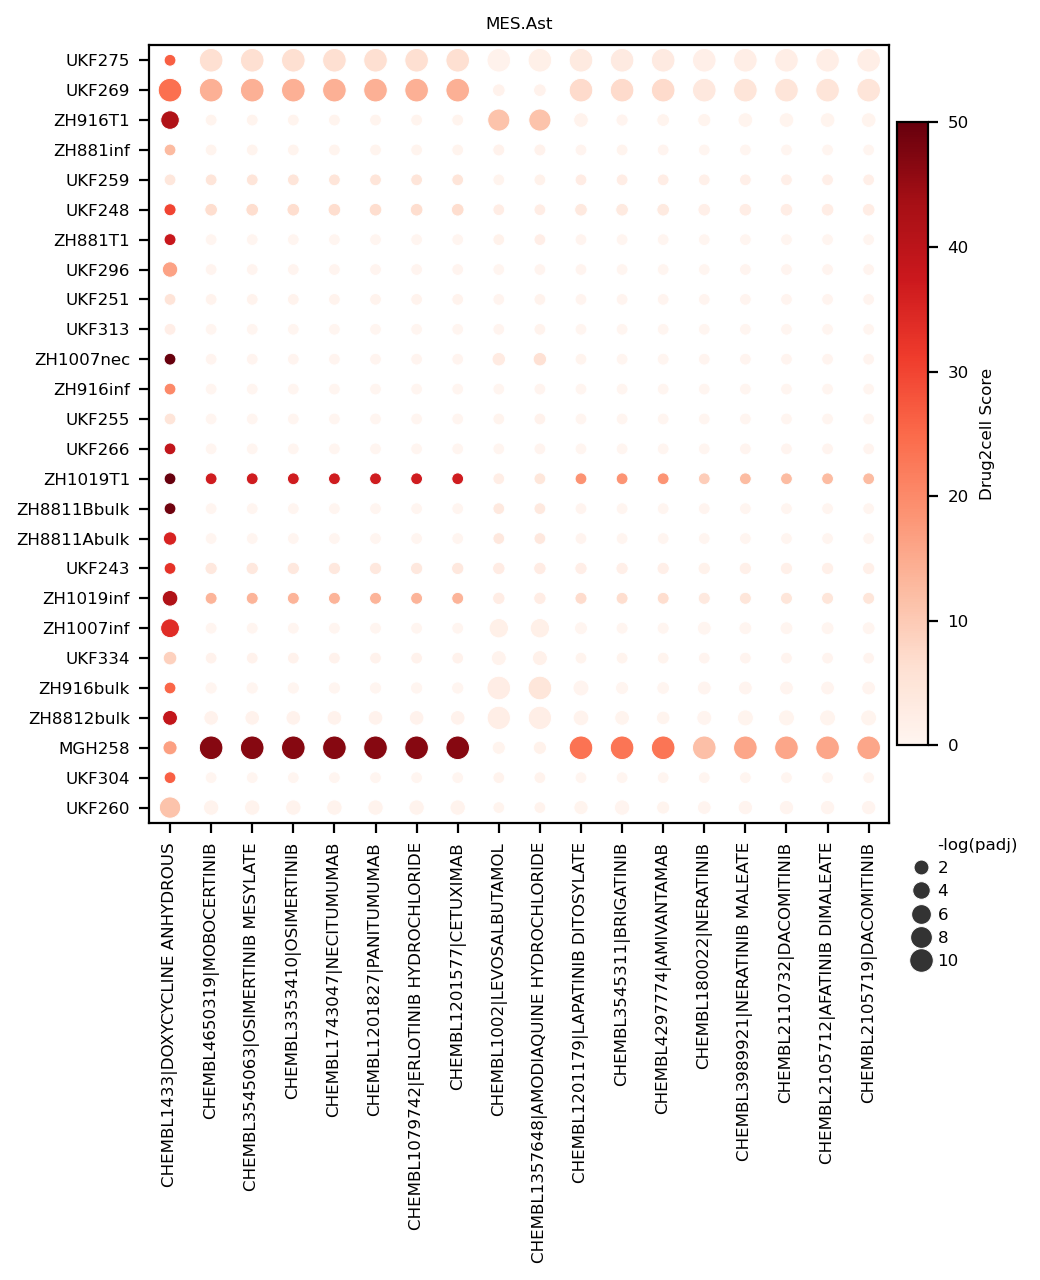 MES.Ast
UKF275
UKF269
ZH916T1
ZH881inf
UKF259
UKF248
ZH881T1
UKF296
UKF251
UKF313
ZH1007nec
ZH916inf
UKF255
UKF266
ZH1019T1
ZH8811Bbulk
ZH8811Abulk
UKF243
ZH1019inf
ZH1007inf
UKF334
ZH916bulk
ZH8812bulk
MGH258
UKF304
UKF260
50
40
30
20
10
0
Drug2cell Score
-log(padj)
2
4
6
8
10
CHEMBL1433|DOXYCYCLINE ANHYDROUS
CHEMBL4650319|MOBOCERTINIB
CHEMBL3545063|OSIMERTINIB MESYLATE
CHEMBL3353410|OSIMERTINIB
CHEMBL1743047|NECITUMUMAB
CHEMBL1201827|PANITUMUMAB
CHEMBL1079742|ERLOTINIB HYDROCHLORIDE
CHEMBL1201577|CETUXIMAB
CHEMBL1002|LEVOSALBUTAMOL
CHEMBL1357648|AMODIAQUINE HYDROCHLORIDE
CHEMBL1201179|LAPATINIB DITOSYLATE
CHEMBL3545311|BRIGATINIB
CHEMBL4297774|AMIVANTAMAB
CHEMBL180022|NERATINIB
CHEMBL3989921|NERATINIB MALEATE
CHEMBL2110732|DACOMITINIB
CHEMBL2105712|AFATINIB DIMALEATE
CHEMBL2105719|DACOMITINIB